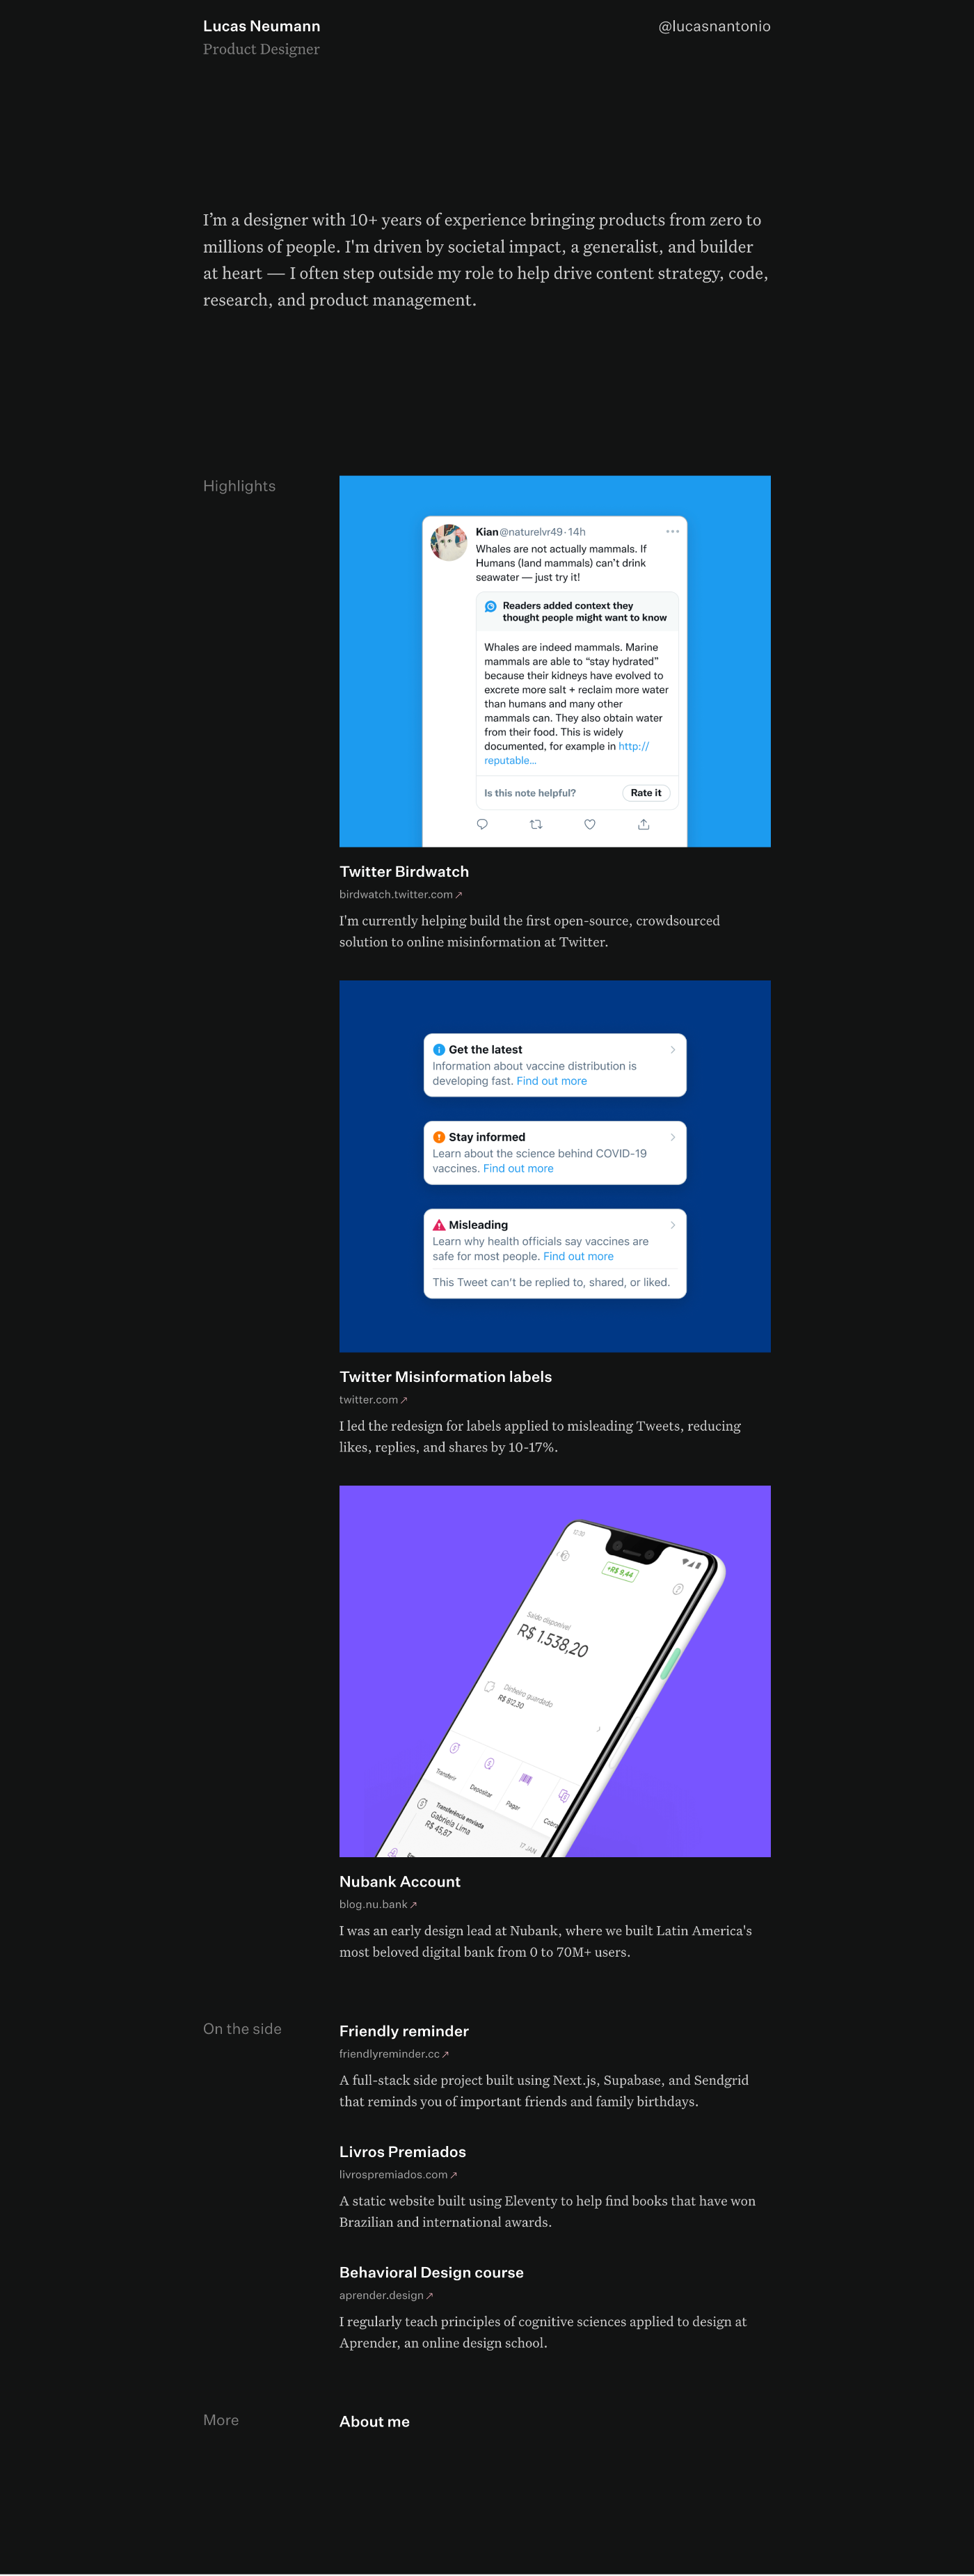 Lucas Neumann
@lucasnantonio
Product Designer
I’m a designer with 10+ years of experience bringing products from zero to
millions of people. I'm driven by societal impact, a generalist, and builder
at heart — I often step outside my role to help drive content strategy, code,
research, and product management.
Highlights
Kian@naturelvr49 · 14h
Whales are not actually mammals. If
Humans (land mammals) can’t drink
seawater — just try it!
Readers added context they
thought people might want to know
Whales are indeed mammals. Marine
mammals are able to “stay hydrated”
because their kidneys have evolved to
excrete more salt + reclaim more water
than humans and many other
mammals can. They also obtain water
from their food. This is widely
documented, for example in http://
reputable...
Is this note helpful?
Rate it
Twitter Birdwatch
birdwatch.twitter.com↗
I'm currently helping build the first open-source, crowdsourced
solution to online misinformation at Twitter.
Get the latest
Information about vaccine distribution is
developing fast. Find out more
Stay informed
Learn about the science behind COVID-19
vaccines. Find out more
Misleading
Learn why health officials say vaccines are
safe for most people. Find out more
This Tweet can't be replied to, shared, or liked.
Twitter Misinformation labels
twitter.com↗
I led the redesign for labels applied to misleading Tweets, reducing
likes, replies, and shares by 10-17%.
12:30
+R$ 9,44
Saldo disponível
R$ 1.538,20
Dinheiro guardado
R$ 812,30
Transferir
Depositar
Pagar
Cobra
Transferência enviada
Gabriela Lima
R$ 45,87
17 JAN
Nubank Account
blog.nu.bank↗
I was an early design lead at Nubank, where we built Latin America's
most beloved digital bank from 0 to 70M+ users.
On the side
Friendly reminder
friendlyreminder.cc↗
A full-stack side project built using Next.js, Supabase, and Sendgrid
that reminds you of important friends and family birthdays.
Livros Premiados
livrospremiados.com↗
A static website built using Eleventy to help find books that have won
Brazilian and international awards.
Behavioral Design course
aprender.design↗
I regularly teach principles of cognitive sciences applied to design at
Aprender, an online design school.
More
About me